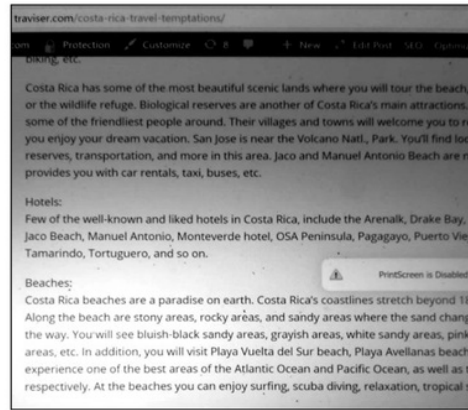 traviser.com/costa-rica-travel-temptations/
om Protection Customize 8 + New Edit Post SEO
biking, etc.
Costa Rica has some of the most beautiful scenic lands where you will tour the beach,
or the wildlife refuge. Biological reserves are another of Costa Rica's main attractions.
some of the friendliest people around. Their villages and towns will welcome you to
you enjoy your dream vacation. San Jose is near the Volcano Natl., Park. You'll find
reserves, transportation, and more in this area. Jaco and Manuel Antonio Beach are
provides you with car rentals, taxi, buses, etc.
Hotels:
Few of the well-known and liked hotels in Costa Rica, include the Arenalk, Drake Bay,
Jaco Beach, Manuel Antonio, Monteverde hotel, OSA Peninsula, Pagagayo, Puerto Vie
Tamarindo, Tortuguero, and so on.
PrintScreen is Disabled
Beaches:
Costa Rica beaches are a paradise on earth. Costa Rica's coastlines stretch beyond
Along the beach are stony areas, rocky areas, and sandy areas where the sand chang
the way. You will see bluish-black sandy areas, grayish areas, white sandy areas, pink
areas, etc. In addition, you will visit Playa Vuelta del Sur beach, Playa Avellanas beach
experience one of the best areas of the Atlantic Ocean and Pacific Ocean, as well as
respectively. At the beaches you can enjoy surfing, scuba diving, relaxation, tropical